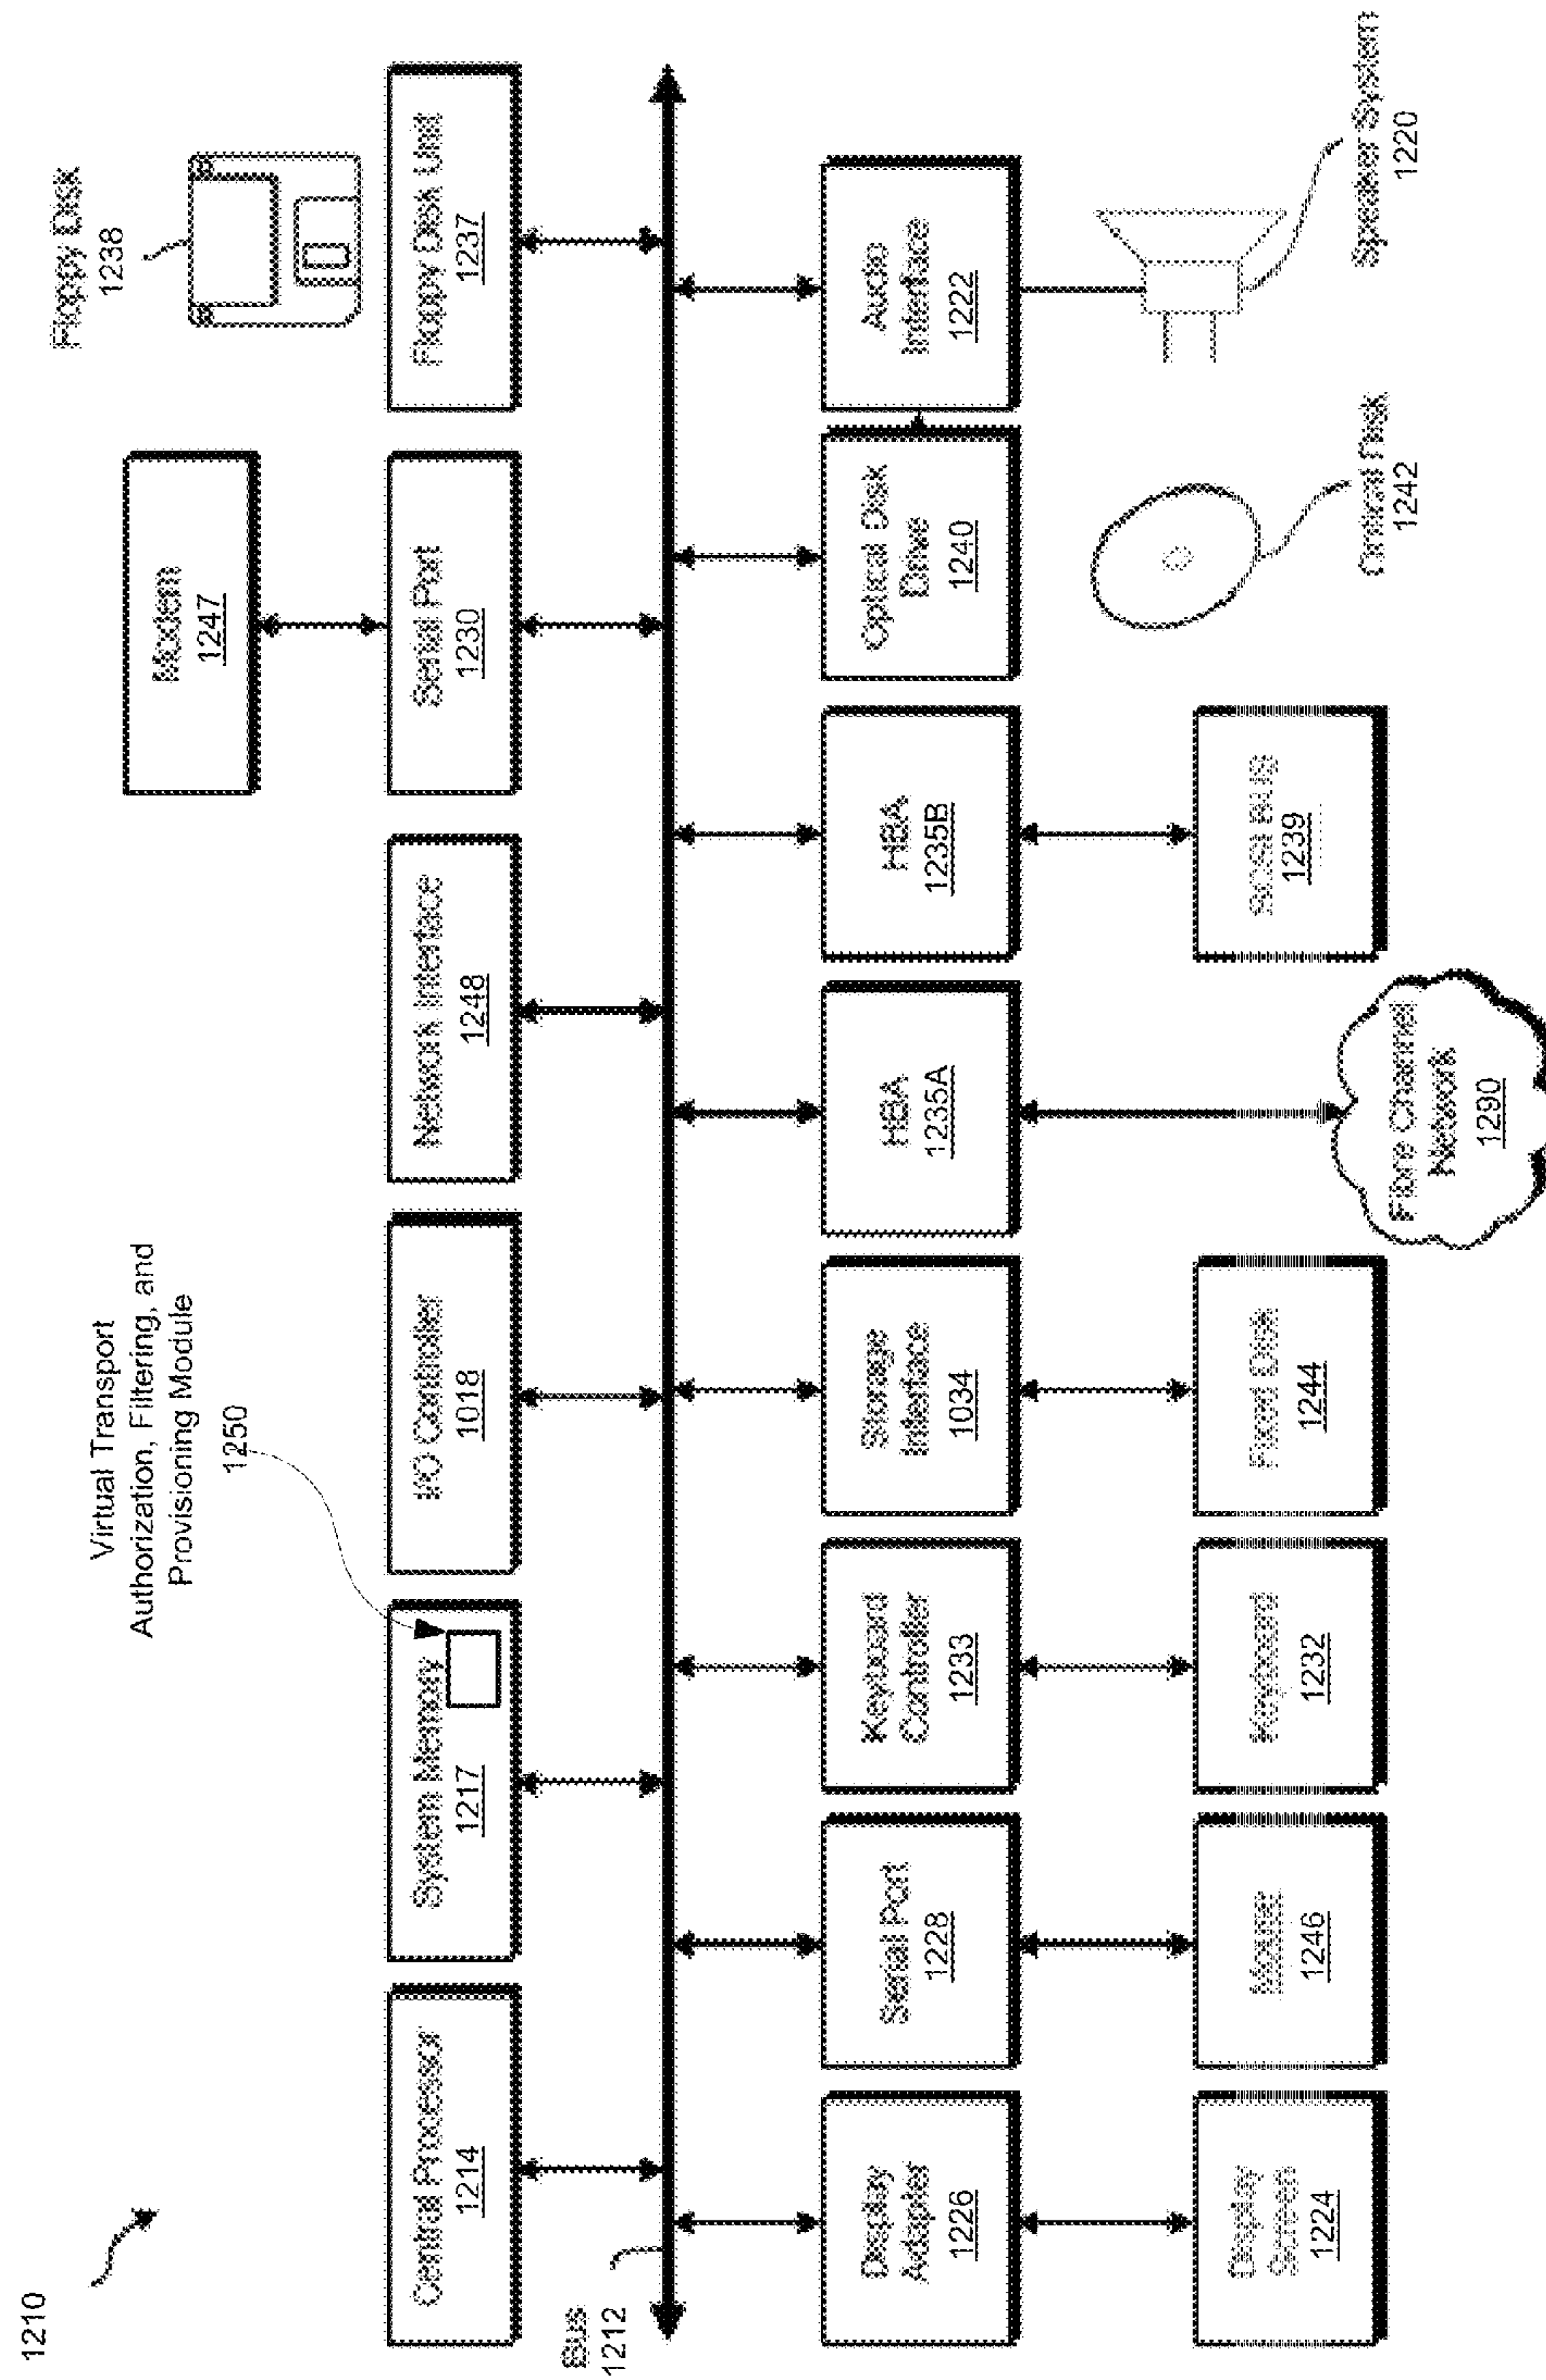 1210
Virtual Transport
Authorization, Filtering, and
Provisioning Module
1250
Modem
1247
Floppy Disk
1238
Central Processor
1214
System Memory
1217
I/O Controller
1018
Network Interface
1248
Serial Port
1230
Floppy Disk Unit
1237
Bus
1212
Display
Adapter
1226
Serial Port
1228
Keyboard
Controller
1233
Storage
Interface
1034
HBA
1235A
HBA
1235B
Optical Disk
Drive
1240
Audio
Interface
1222
Display
Screen
1224
Mouse
1246
Keyboard
1232
Fixed Disk
1244
Fibre Channel
Network
1290
SCSI BUS
1239
Optical Disk
1242
Speaker System
1220